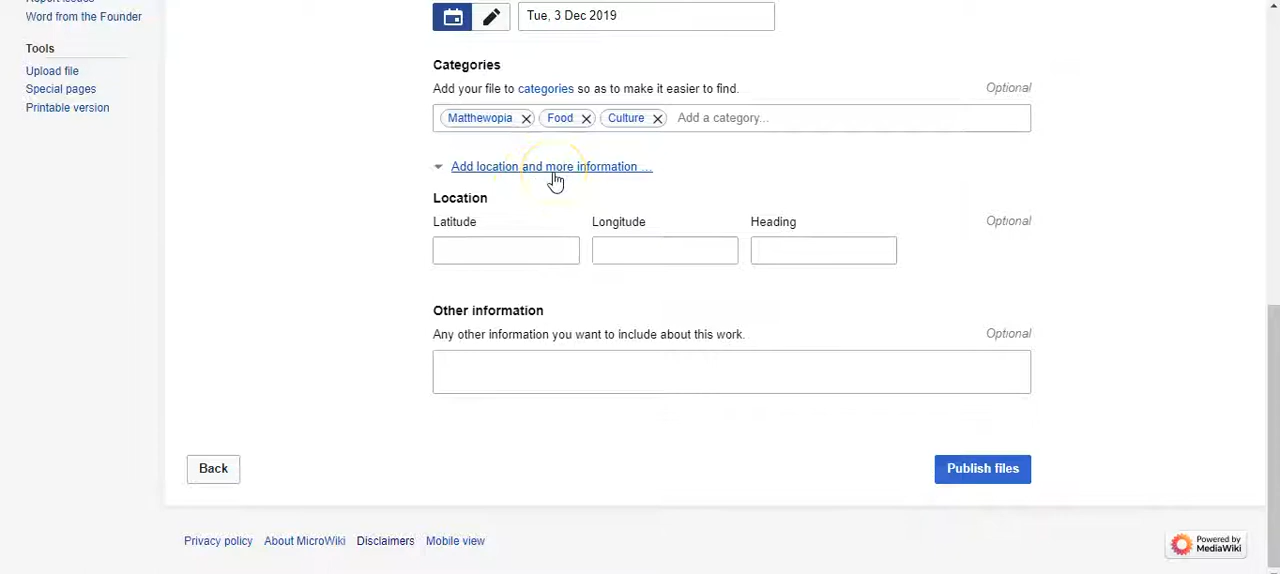 Word from the Founder
Tools
Upload file
Special pages
Printable version
Tue, 3 Dec 2019
Categories
Add your file to categories so as to make it easier to find.
Optional
Matthewopia Food Culture Add a category...
Add location and more information ...
Location
Latitude Longitude Heading
Optional
Other information
Any other information you want to include about this work.
Optional
Back
Publish files
Privacy policy About MicroWiki Disclaimers Mobile view
Powered by
MediaWiki